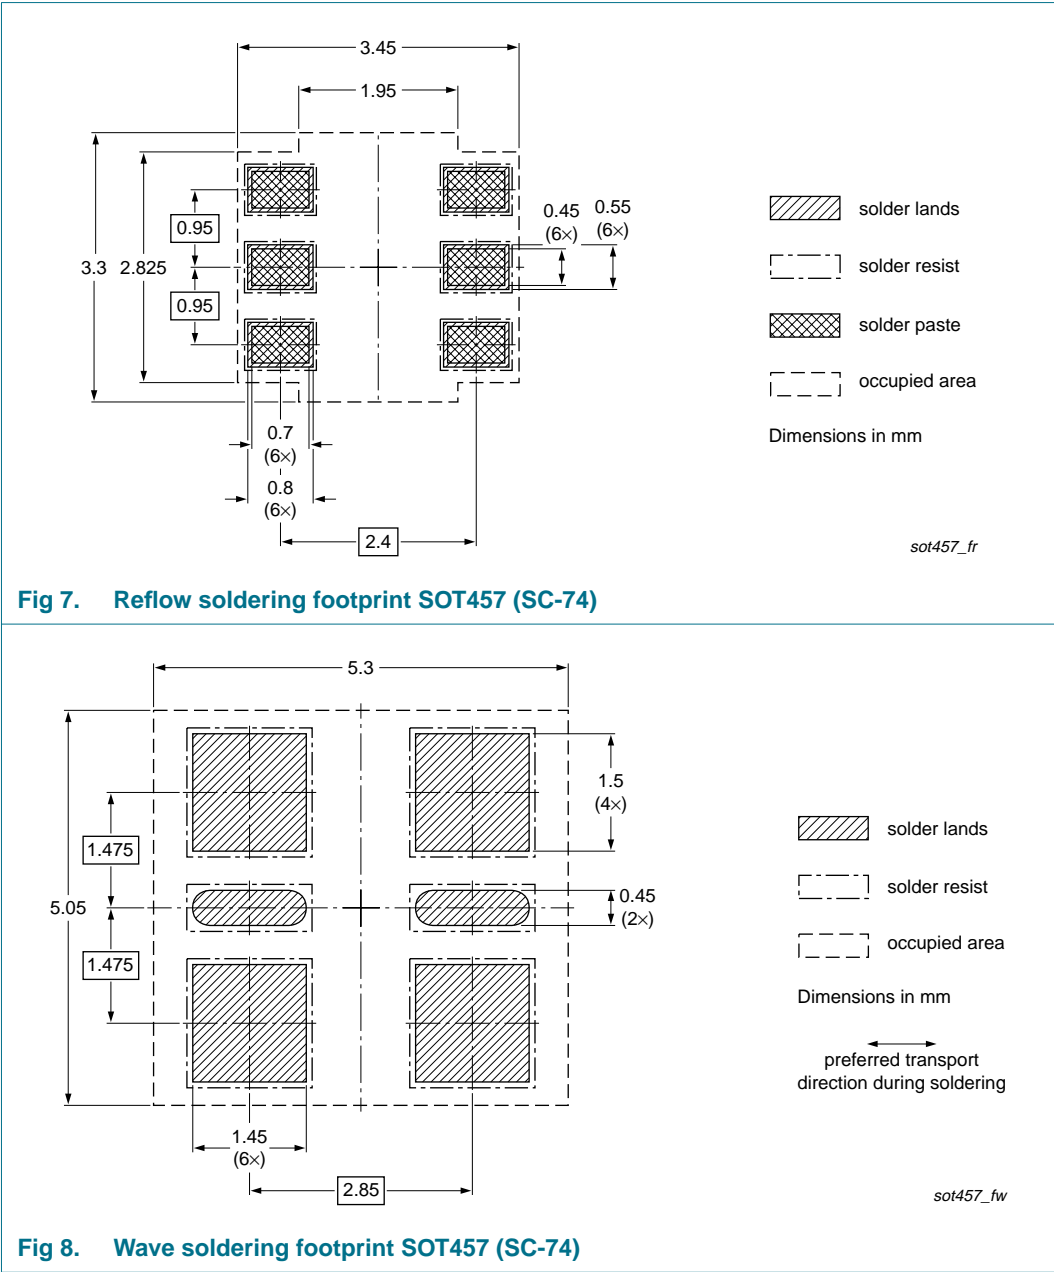 3.45
1.95
3.3
2.825
0.95
0.95
0.45
(6×)
0.55
(6×)
0.7
(6×)
0.8
(6×)
2.4
solder lands
solder resist
solder paste
occupied area
Dimensions in mm
sot457_fr
Fig 7. Reflow soldering footprint SOT457 (SC-74)
5.3
5.05
1.475
1.475
1.5
(4×)
0.45
(2×)
1.45
(6×)
2.85
solder lands
solder resist
occupied area
Dimensions in mm
preferred transport
direction during soldering
sot457_fw
Fig 8. Wave soldering footprint SOT457 (SC-74)